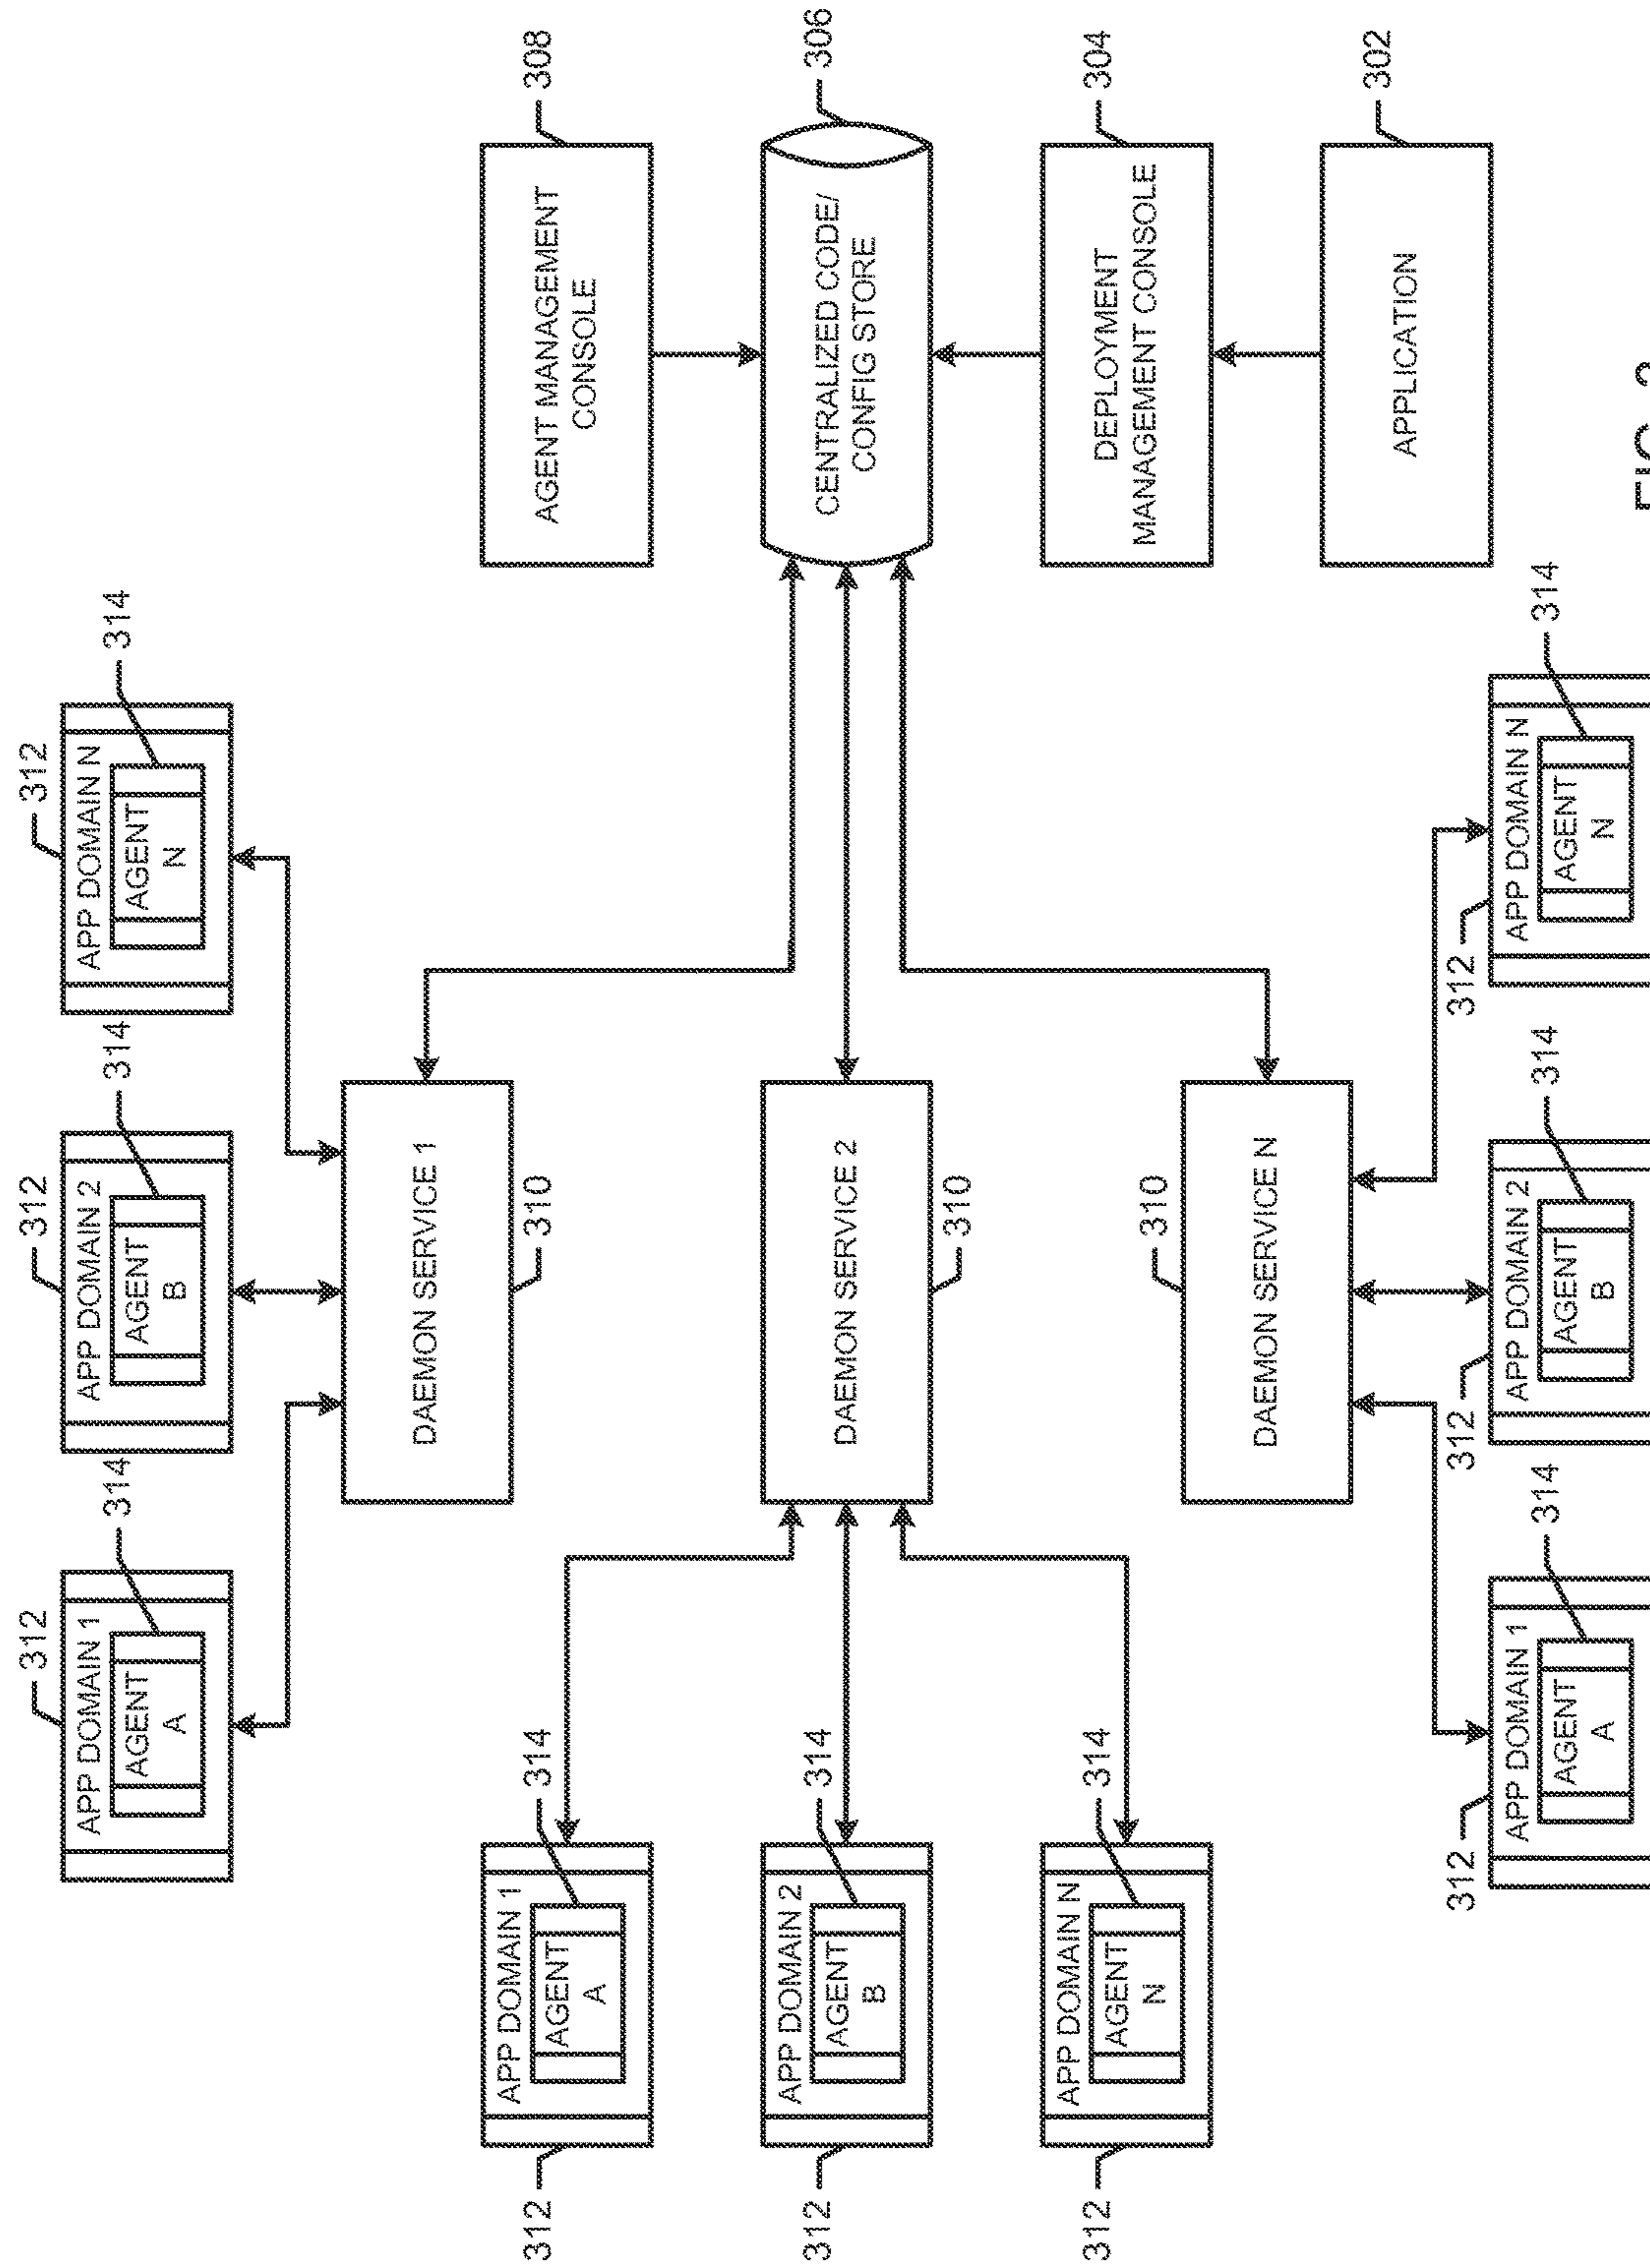 312
312
312
APP DOMAIN 1
AGENT
A
314
APP DOMAIN 2
AGENT
B
314
APP DOMAIN N
AGENT
N
314
DAEMON SERVICE 1
310
312
APP DOMAIN 1
AGENT
A
314
AGENT MANAGEMENT
CONSOLE
308
312
APP DOMAIN 2
AGENT
B
314
DAEMON SERVICE 2
310
CENTRALIZED CODE/
CONFIG STORE
306
312
APP DOMAIN N
AGENT
N
314
310
DAEMON SERVICE N
DEPLOYMENT
MANAGEMENT CONSOLE
304
APPLICATION
302
312
APP DOMAIN 1
AGENT
A
314
312
APP DOMAIN 2
AGENT
B
314
312
APP DOMAIN N
AGENT
N
314
FIG.